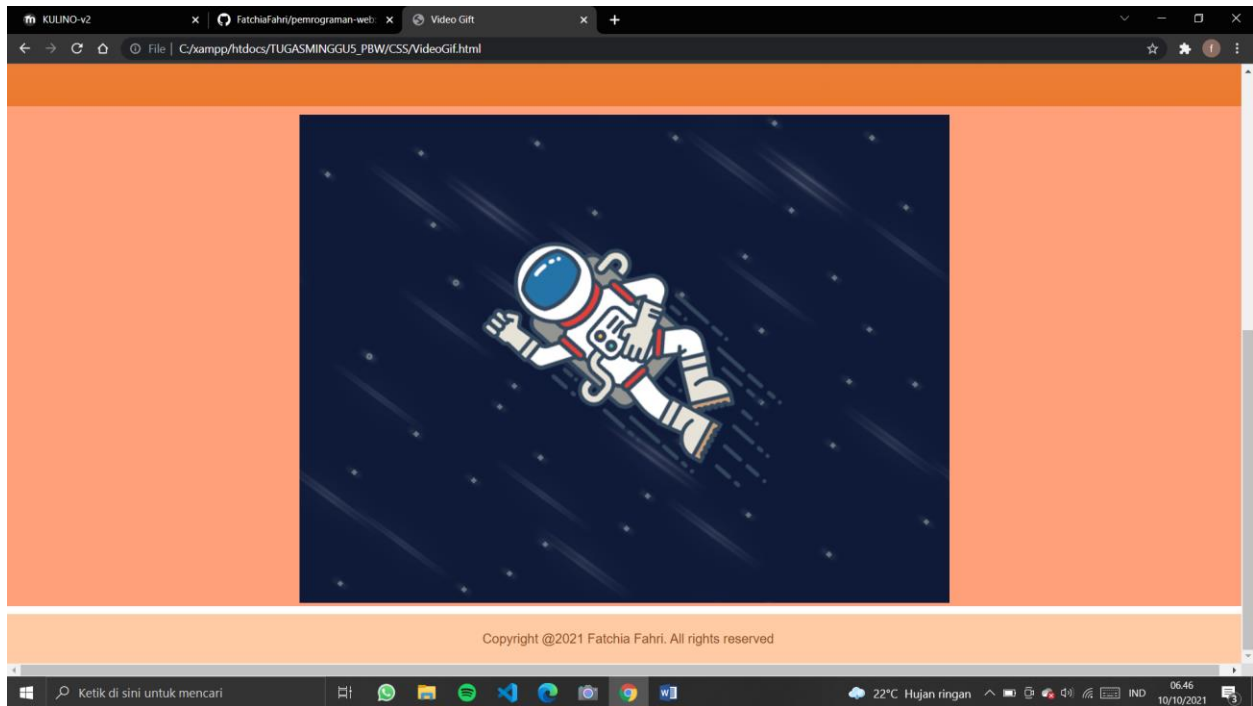 KULINO-v2
FatchiaFahri/pemrograman-web:
Video Gift
File | C:/xampp/htdocs/TUGASMINGGU5_PBW/CSS/VideoGif.html
Copyright @2021 Fatchia Fahri. All rights reserved
Ketik di sini untuk mencari
22°C Hujan ringan
IND
06.46
10/10/2021
3